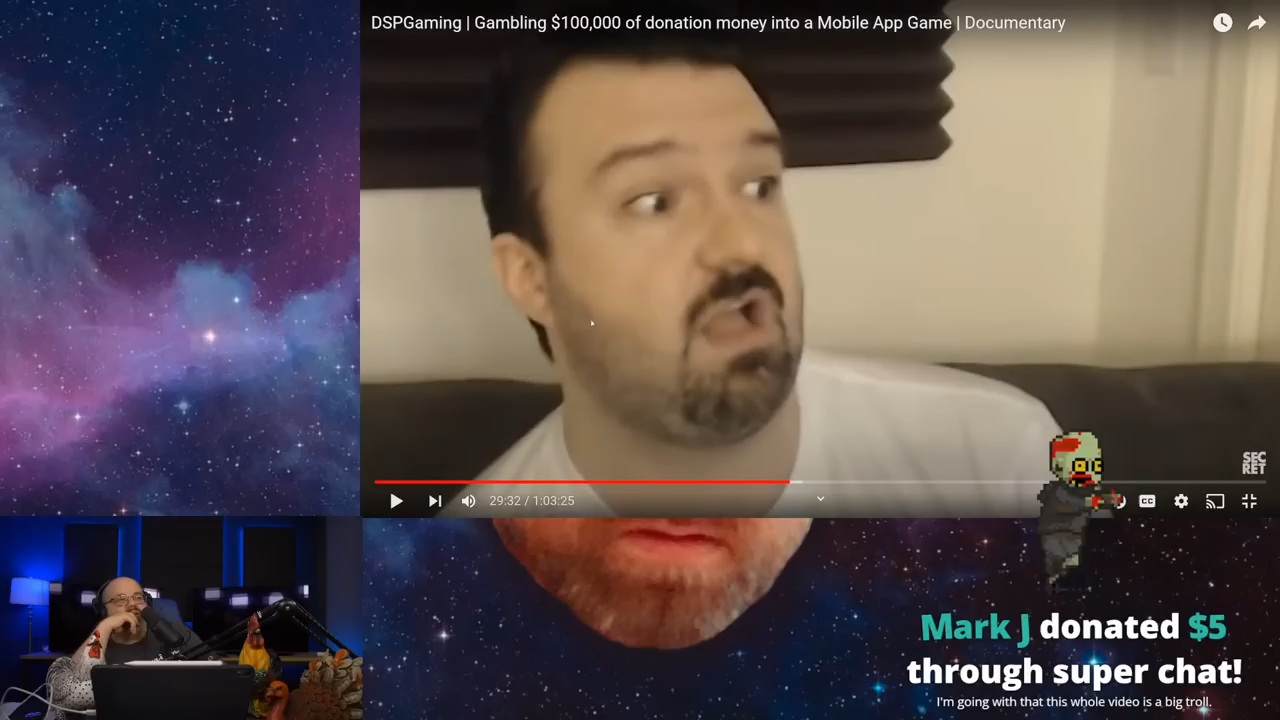 DSPGaming | Gambling $100,000 of donation money into a Mobile App Game | Documentary
SEC
RET
29:32 / 1:03:25
CC
Mark J donated $5
through super chat!
I'm going with that this whole video is a big troll.